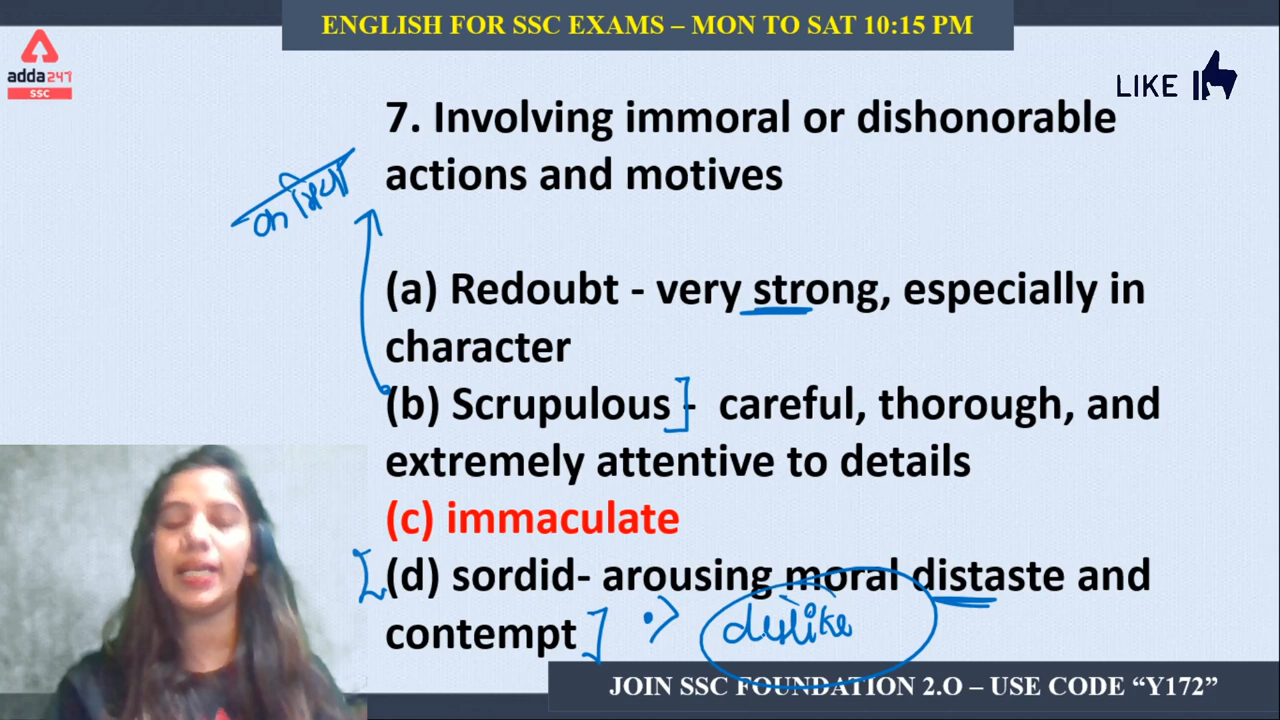 ENGLISH FOR SSC EXAMS – MON TO SAT 10:15 PM
adda247
SSC
LIKE
7. Involving immoral or dishonorable
actions and motives
(a) Redoubt - very strong, especially in
character
(b) Scrupulous - careful, thorough, and
extremely attentive to details
(c) immaculate
(d) sordid- arousing moral distaste and
contempt
dislike
JOIN SSC FOUNDATION 2.O – USE CODE “Y172”